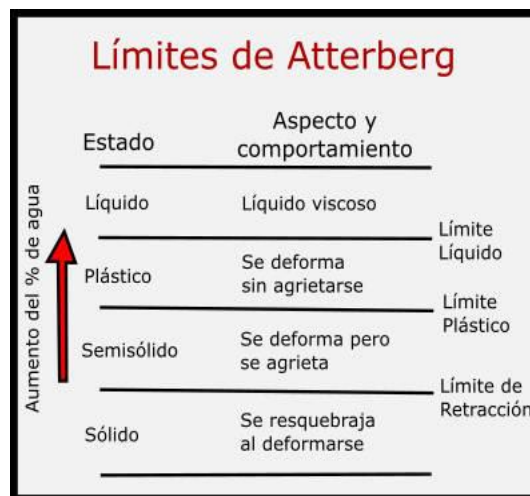 Límites de Atterberg
Estado
Aspecto y
comportamiento
Líquido
Líquido viscoso
Límite
Líquido
Plástico
Se deforma
sin agrietarse
Límite
Plástico
Semisólido
Se deforma pero
se agrieta
Límite de
Retracción
Sólido
Se resquebraja
al deformarse
Aumento del % de agua